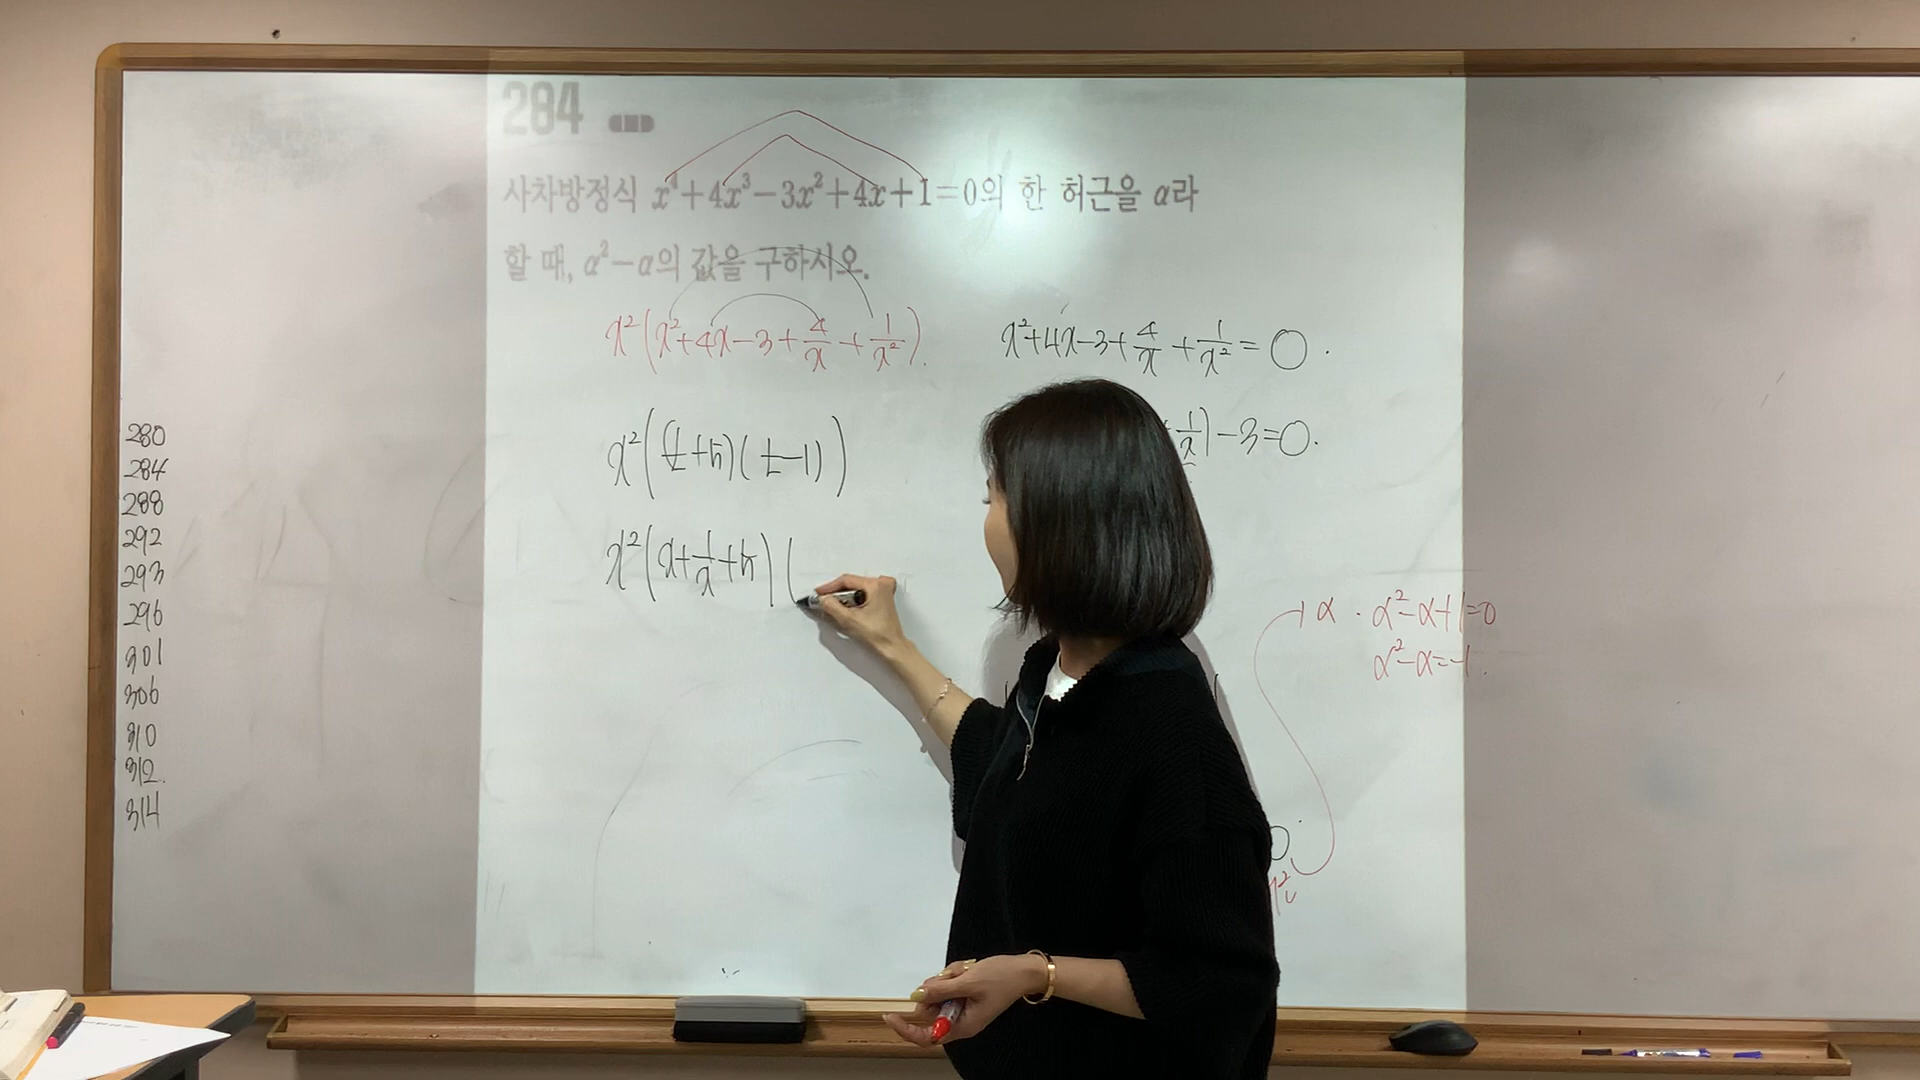 284
사차방정식 x⁴+4x³−3x²+4x+1=0의 한 허근을 α라
할 때, α²−α의 값을 구하시오.
x²(x²+4x−3+4/x+1/x²).
x²+4x−3+4/x+1/x²=0.
x²((t+5)(t−1))
1/x)−3=0.
x²(x+1/x+5)(
α. α²−α+1=0
α²−α=−1.
0
280
284
288
292
293
296
301
306
310
312.
314